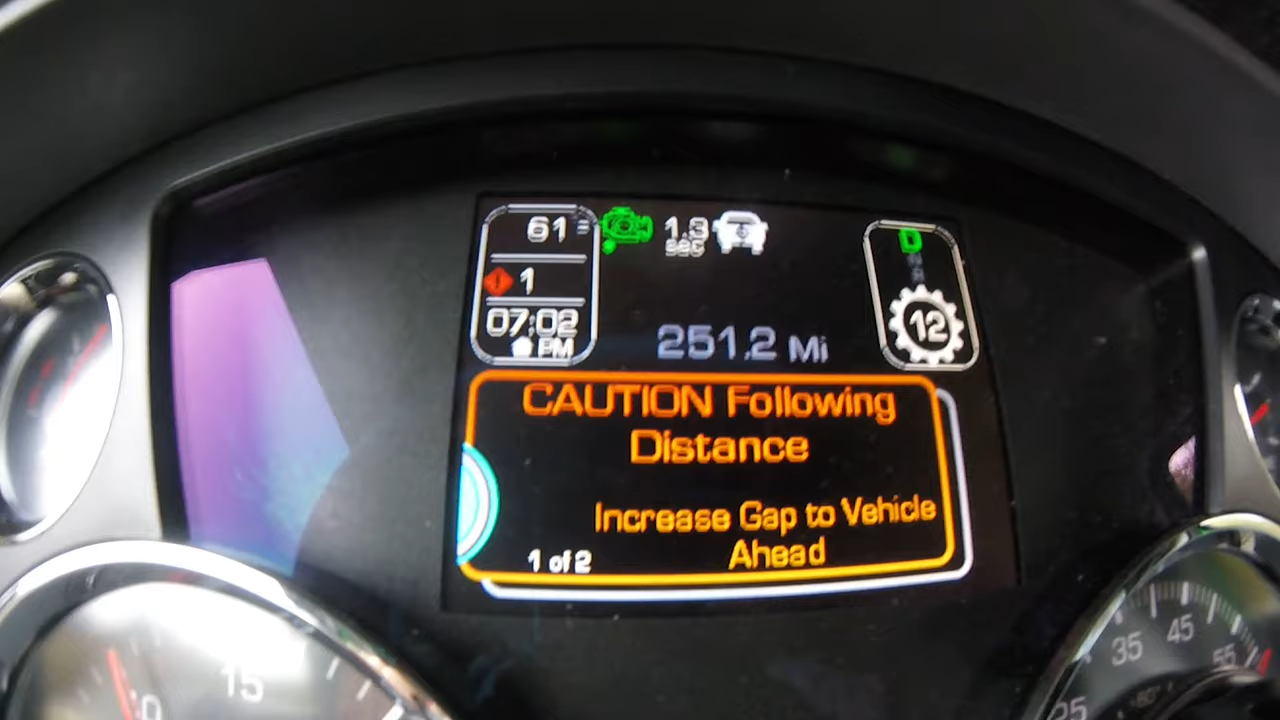 61
1.3
sec
D
1
07:02
PM
12
251.2 Mi
CAUTION Following
Distance
Increase Gap to Vehicle
Ahead
1 of 2
15
0
25
35
45
55